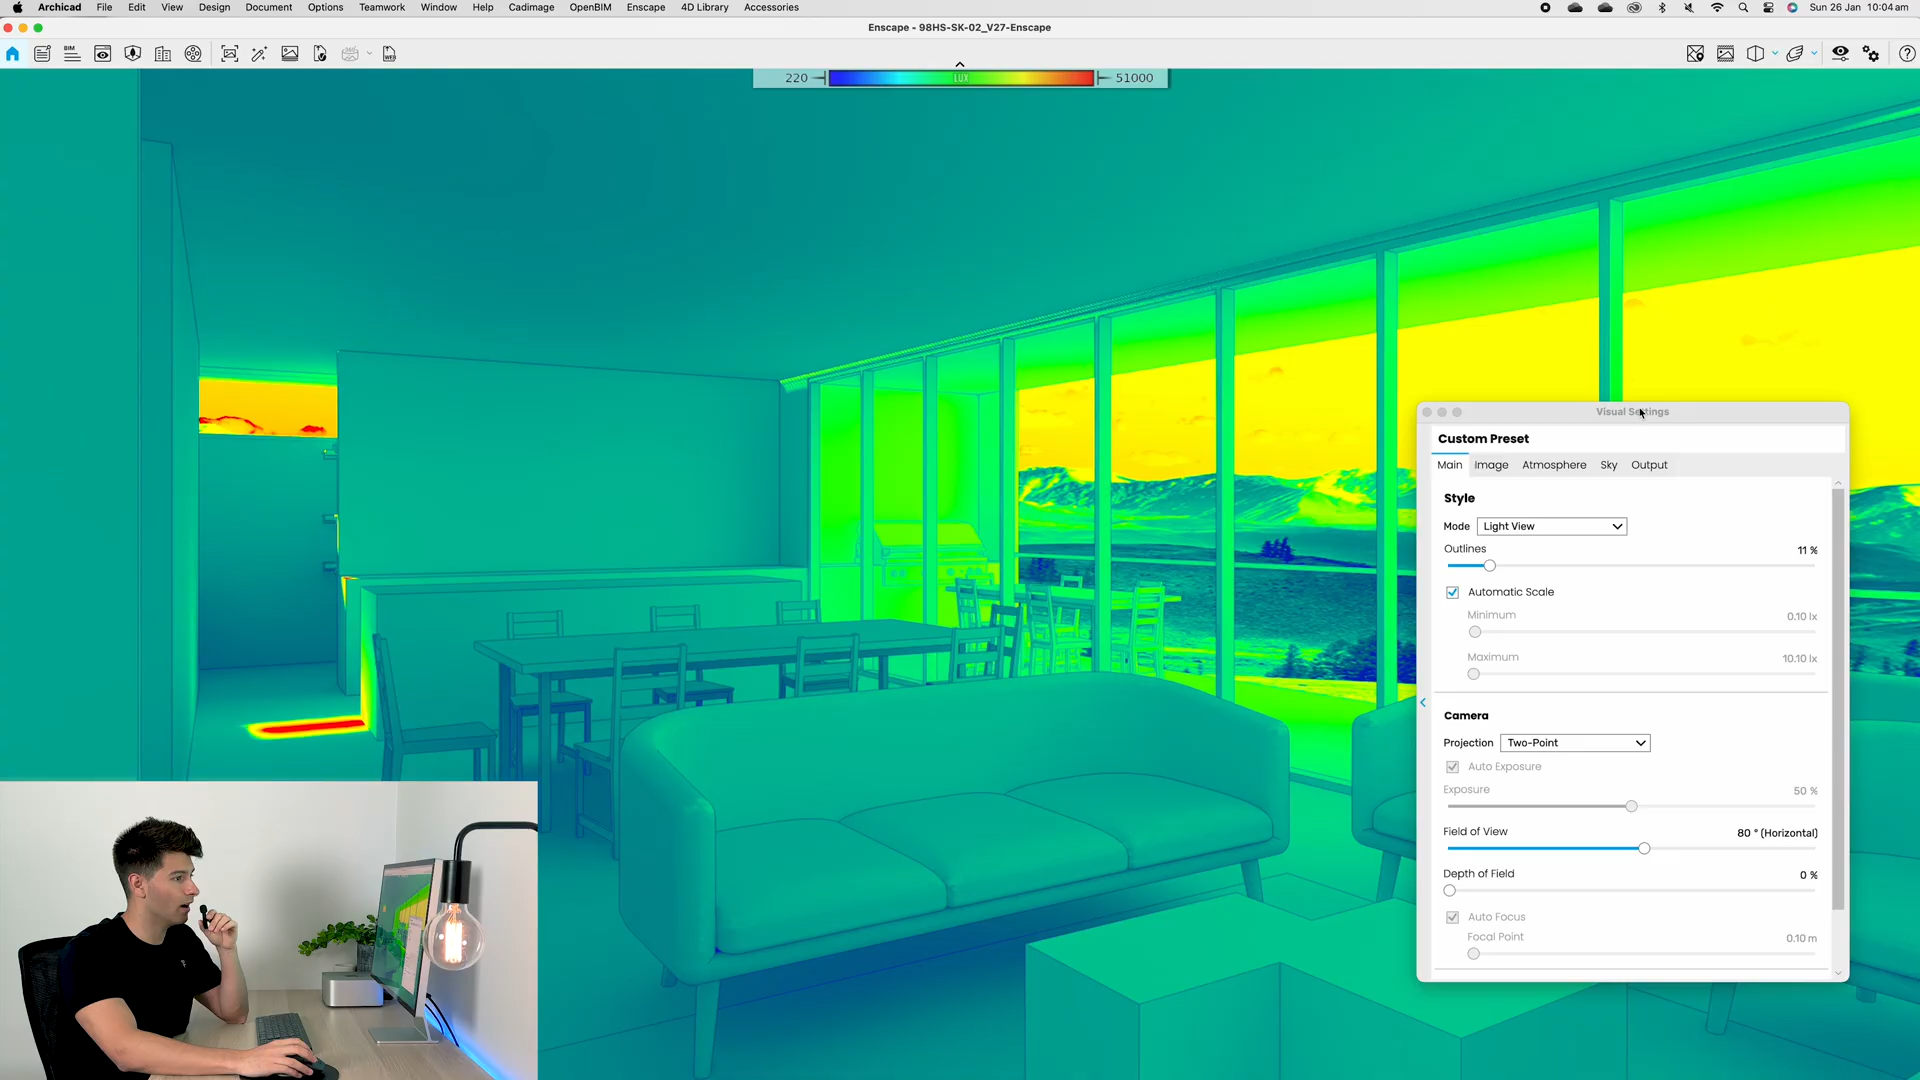 Archicad File Edit View Design Document Options Teamwork Window Help Cadimage OpenBIM Enscape 4D Library Accessories Sun 26 Jan 10:04 am
Enscape - 98HS-SK-02_V27-Enscape
BIM
WEB
220 LUX 51000
Visual Settings
Custom Preset
Main Image Atmosphere Sky Output
Style
Mode Light View
Outlines 11 %
Automatic Scale
Minimum 0.10 lx
Maximum 10.10 lx
Camera
Projection Two-Point
Auto Exposure
Exposure 50 %
Field of View 80 ° (Horizontal)
Depth of Field 0 %
Auto Focus
Focal Point 0.10 m